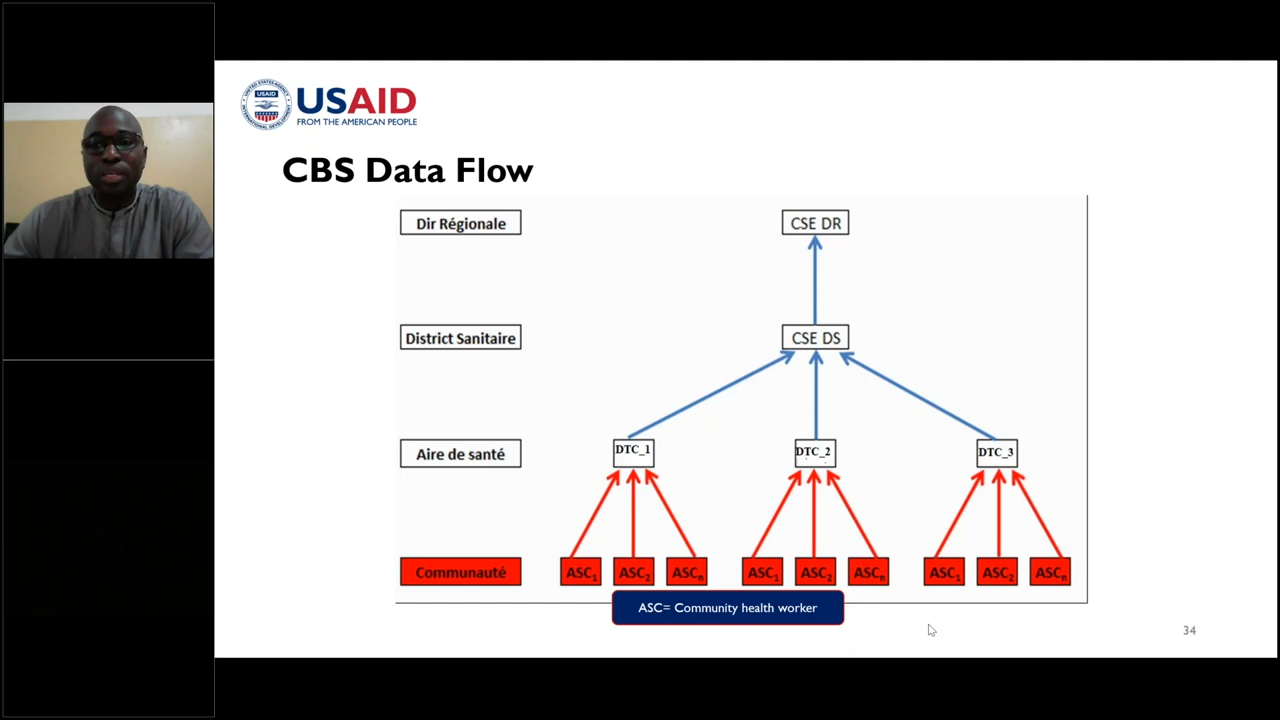 USAID
FROM THE AMERICAN PEOPLE
CBS Data Flow
Dir Régionale
CSE DR
District Sanitaire
CSE DS
Aire de santé
DTC_1
DTC_2
DTC_3
Communauté
ASC1
ASC2
ASCn
ASC1
ASC2
ASCn
ASC1
ASC2
ASCn
ASC= Community health worker
34